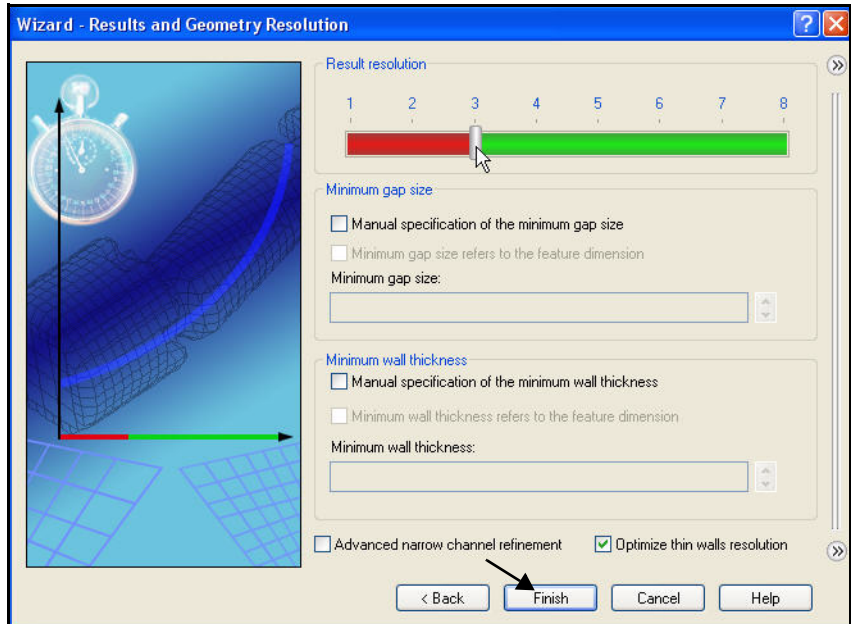 Wizard - Results and Geometry Resolution
Result resolution
1 2 3 4 5 6 7 8
Minimum gap size
Manual specification of the minimum gap size
Minimum gap size refers to the feature dimension
Minimum gap size:
Minimum wall thickness
Manual specification of the minimum wall thickness
Minimum wall thickness refers to the feature dimension
Minimum wall thickness:
Advanced narrow channel refinement Optimize thin walls resolution
< Back Finish Cancel Help